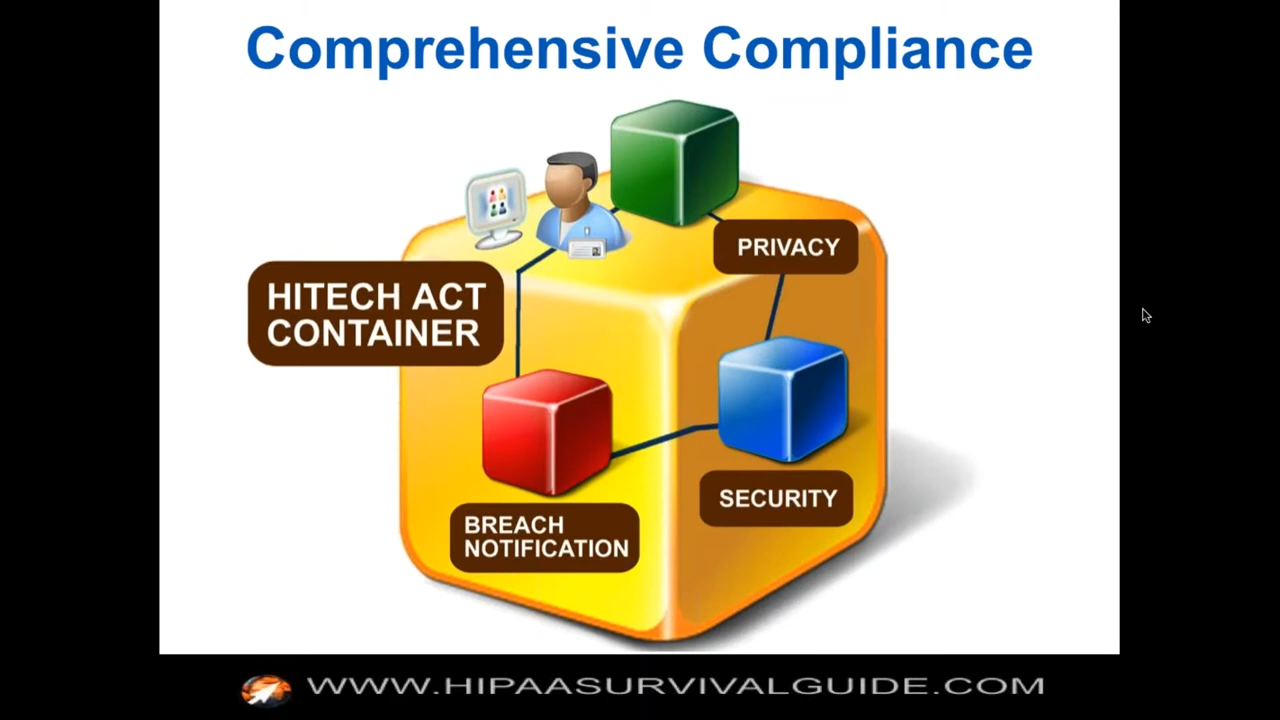 Comprehensive Compliance
PRIVACY
HITECH ACT
CONTAINER
SECURITY
BREACH
NOTIFICATION
WWW.HIPAASURVIVALGUIDE.COM